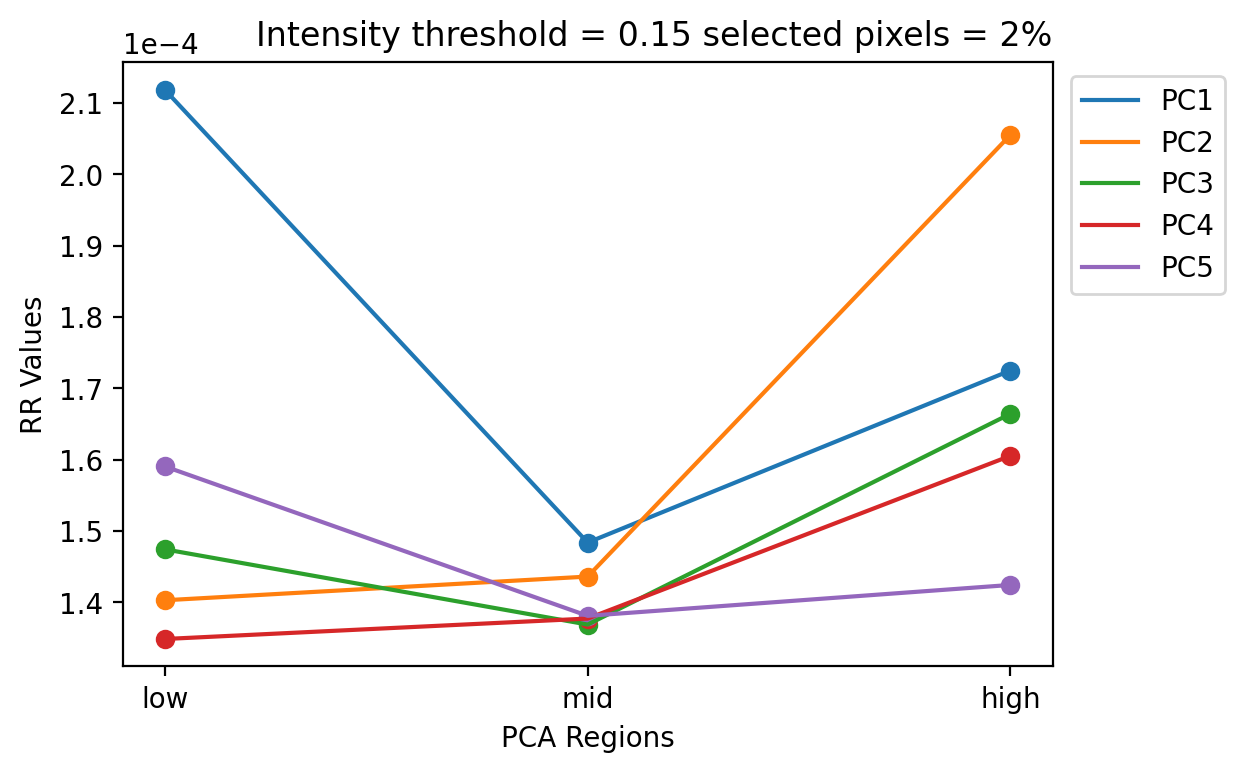 Intensity threshold = 0.15 selected pixels = 2%
1e−4
2.1
2.0
1.9
1.8
1.7
1.6
1.5
1.4
RR Values
low
mid
high
PCA Regions
PC1
PC2
PC3
PC4
PC5